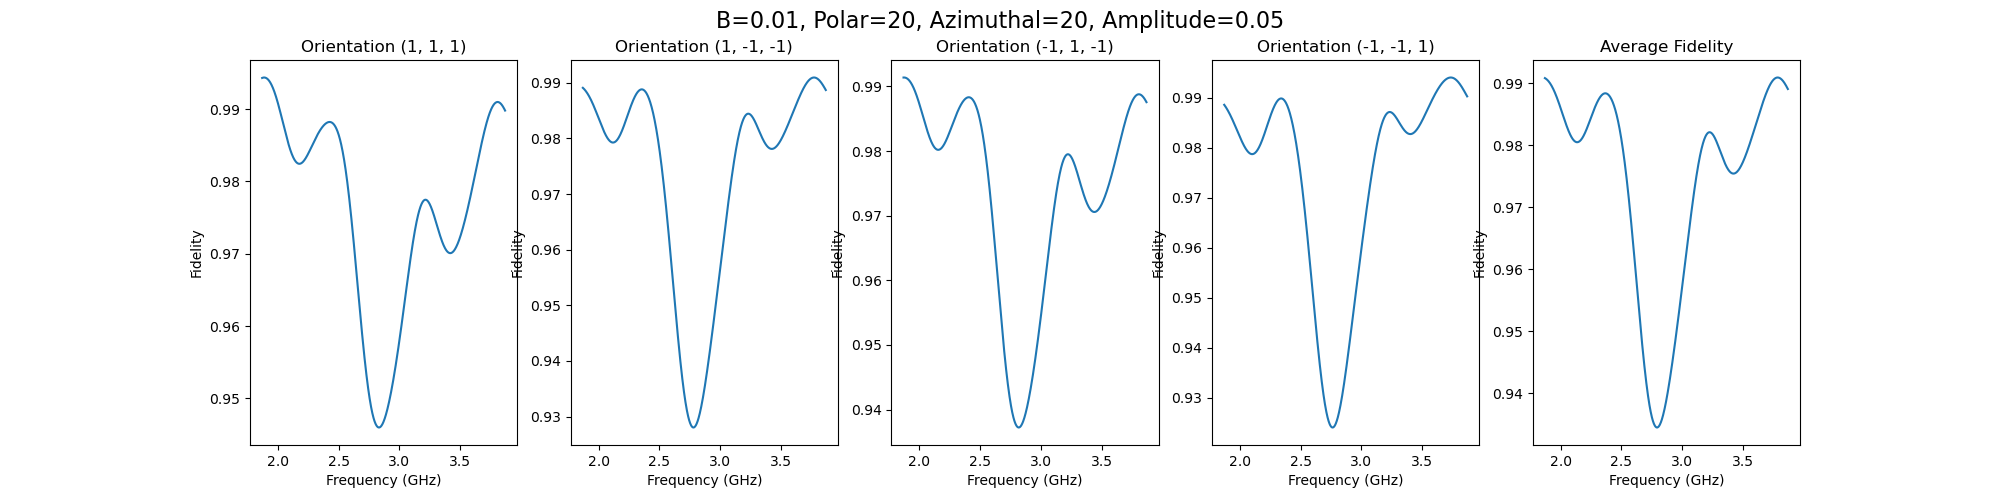 B=0.01, Polar=20, Azimuthal=20, Amplitude=0.05
Orientation (1, 1, 1)
Fidelity
0.99
0.98
0.97
0.96
0.95
2.0 2.5 3.0 3.5
Frequency (GHz)
Orientation (1, -1, -1)
Fidelity
0.99
0.98
0.97
0.96
0.95
0.94
0.93
2.0 2.5 3.0 3.5
Frequency (GHz)
Orientation (-1, 1, -1)
Fidelity
0.99
0.98
0.97
0.96
0.95
0.94
2.0 2.5 3.0 3.5
Frequency (GHz)
Orientation (-1, -1, 1)
Fidelity
0.99
0.98
0.97
0.96
0.95
0.94
0.93
2.0 2.5 3.0 3.5
Frequency (GHz)
Average Fidelity
Fidelity
0.99
0.98
0.97
0.96
0.95
0.94
2.0 2.5 3.0 3.5
Frequency (GHz)